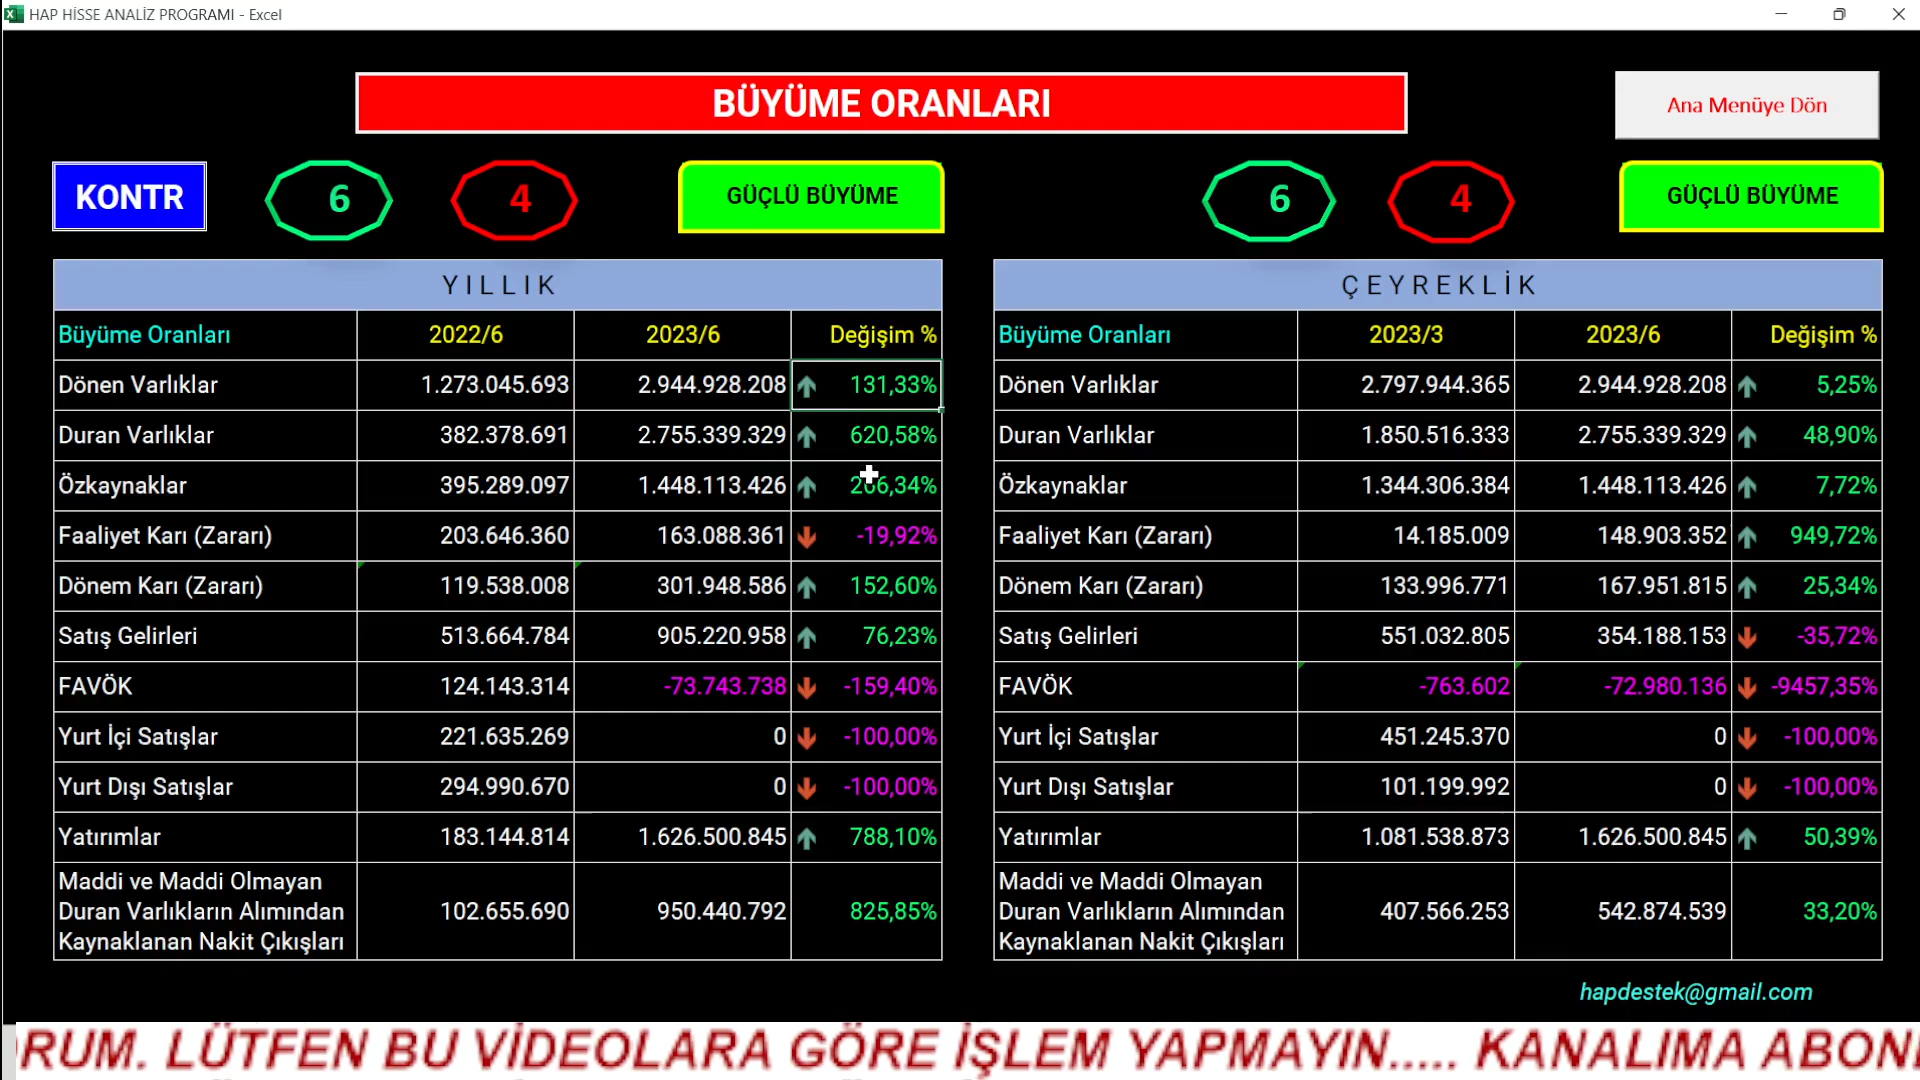 HAP HİSSE ANALİZ PROGRAMI - Excel
BÜYÜME ORANLARI
Ana Menüye Dön
KONTR
6
4
GÜÇLÜ BÜYÜME
6
4
GÜÇLÜ BÜYÜME
YILLIK
Büyüme Oranları 2022/6 2023/6 Değişim %
Dönen Varlıklar 1.273.045.693 2.944.928.208 131,33%
Duran Varlıklar 382.378.691 2.755.339.329 620,58%
Özkaynaklar 395.289.097 1.448.113.426 266,34%
Faaliyet Karı (Zararı) 203.646.360 163.088.361 -19,92%
Dönem Karı (Zararı) 119.538.008 301.948.586 152,60%
Satış Gelirleri 513.664.784 905.220.958 76,23%
FAVÖK 124.143.314 -73.743.738 -159,40%
Yurt İçi Satışlar 221.635.269 0 -100,00%
Yurt Dışı Satışlar 294.990.670 0 -100,00%
Yatırımlar 183.144.814 1.626.500.845 788,10%
Maddi ve Maddi Olmayan
Duran Varlıkların Alımından 102.655.690 950.440.792 825,85%
Kaynaklanan Nakit Çıkışları
ÇEYREKLİK
Büyüme Oranları 2023/3 2023/6 Değişim %
Dönen Varlıklar 2.797.944.365 2.944.928.208 5,25%
Duran Varlıklar 1.850.516.333 2.755.339.329 48,90%
Özkaynaklar 1.344.306.384 1.448.113.426 7,72%
Faaliyet Karı (Zararı) 14.185.009 148.903.352 949,72%
Dönem Karı (Zararı) 133.996.771 167.951.815 25,34%
Satış Gelirleri 551.032.805 354.188.153 -35,72%
FAVÖK -763.602 -72.980.136 -9457,35%
Yurt İçi Satışlar 451.245.370 0 -100,00%
Yurt Dışı Satışlar 101.199.992 0 -100,00%
Yatırımlar 1.081.538.873 1.626.500.845 50,39%
Maddi ve Maddi Olmayan
Duran Varlıkların Alımından 407.566.253 542.874.539 33,20%
Kaynaklanan Nakit Çıkışları
hapdestek@gmail.com
RUM. LÜTFEN BU VİDEOLARA GÖRE İŞLEM YAPMAYIN..... KANALIMA ABON